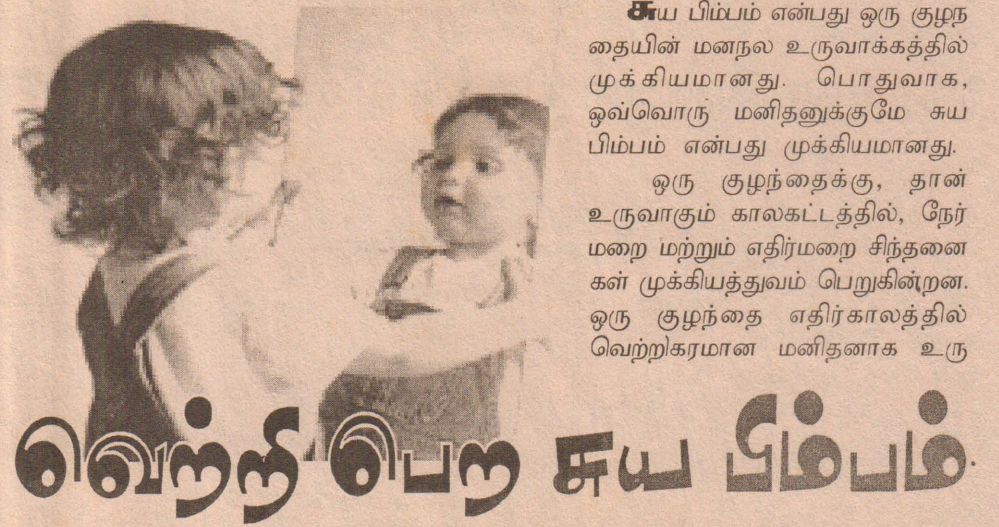 சுய பிம்பம் என்பது ஒரு குழந
தையின் மனநல உருவாக்கத்தில்
முக்கியமானது. பொதுவாக,
ஒவ்வொரு மனிதனுக்குமே சுய
பிம்பம் என்பது முக்கியமானது.
ஒரு குழந்தைக்கு, தான்
உருவாகும் காலகட்டத்தில், நேர்
மறை மற்றும் எதிர்மறை சிந்தனை
கள் முக்கியத்துவம் பெறுகின்றன.
ஒரு குழந்தை எதிர்காலத்தில்
வெற்றிகரமான மனிதனாக உரு
வெற்றி பெற சுய பிம்பம்.